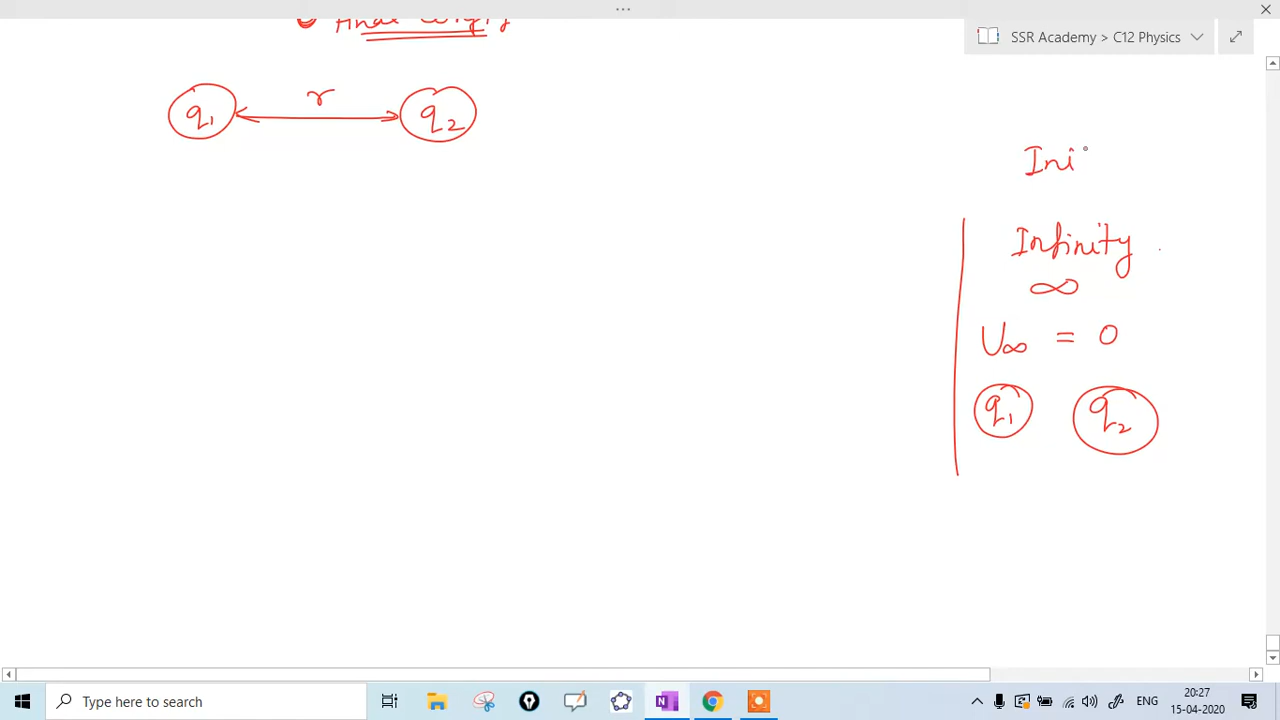 SSR Academy > C12 Physics
q1 r q2
Ini
Infinity
∞
U∞ = 0
q1 q2
Type here to search
ENG
20:27
15-04-2020